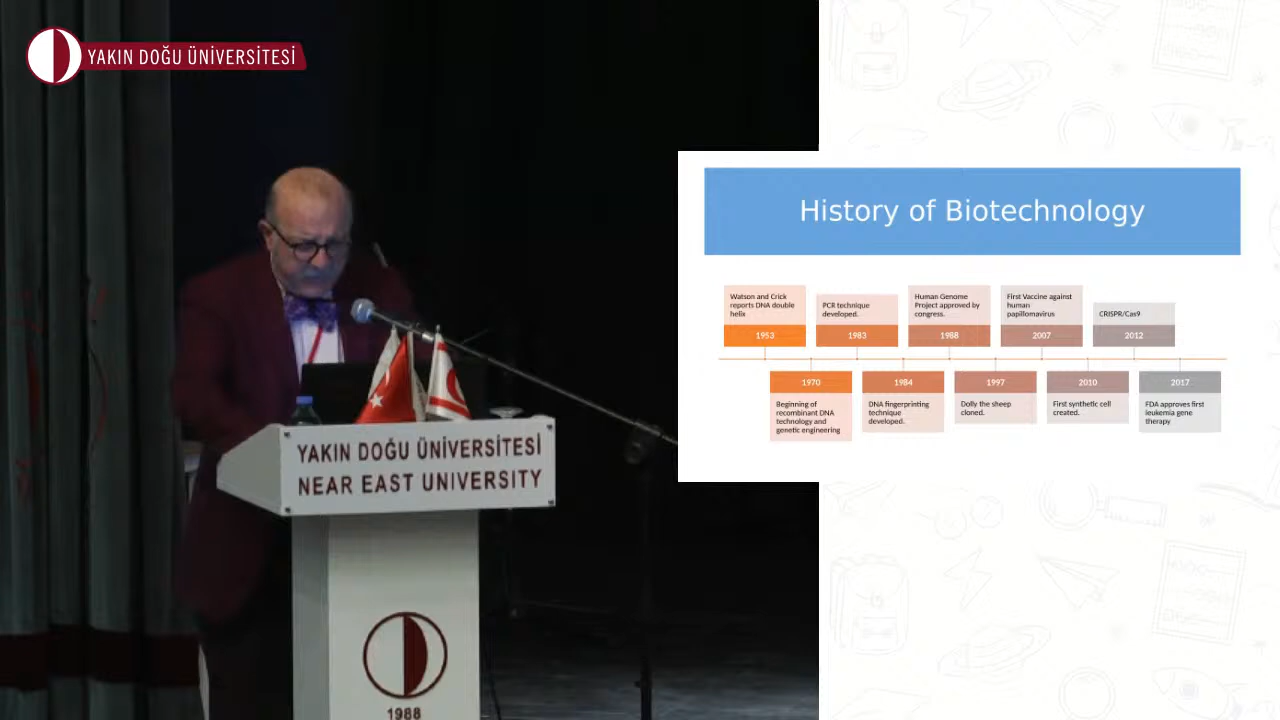 YAKIN DOĞU ÜNİVERSİTESİ
History of Biotechnology
Watson and Crick
reports DNA double
helix
1953
PCR technique
developed.
1983
Human Genome
Project approved by
congress.
1988
First Vaccine against
human
papillomavirus
2007
CRISPR/Cas9
2012
1970
Beginning of
recombinant DNA
technology and
genetic engineering
1984
DNA fingerprinting
technique
developed.
1997
Dolly the sheep
cloned.
2010
First synthetic cell
created.
2017
FDA approves first
leukemia gene
therapy
YAKIN DOĞU ÜNİVERSİTESİ
NEAR EAST UNIVERSITY
1988